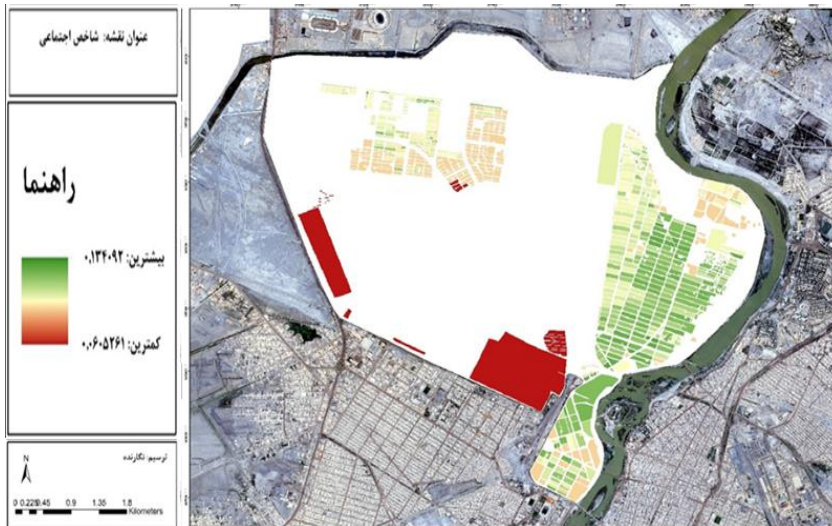 عنوان نقشه: شاخص اجتماعی
راهنما
بیشترین: ۰٫۱۳۴۰۹۲
کمترین: ۰٫۰۶۰۵۲۶۱
ترسیم: نگارنده
N
0 0.225 0.45 0.9 1.35 1.8
Kilometers